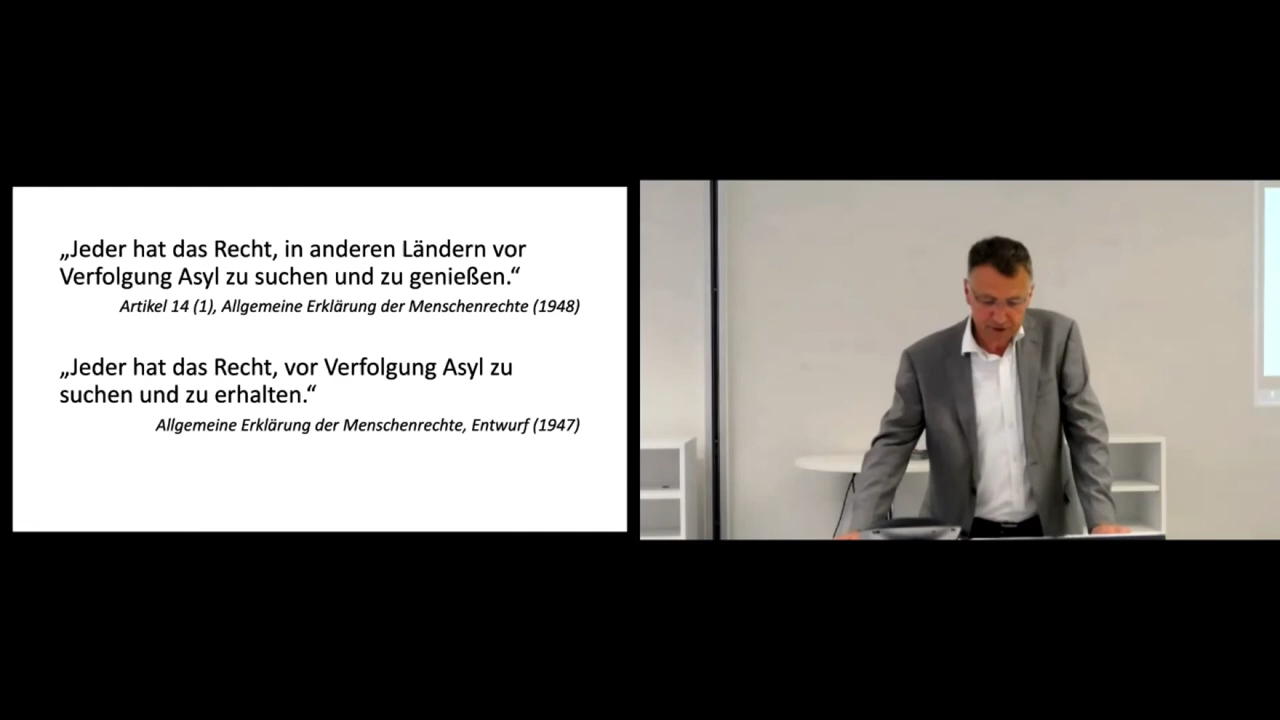 „Jeder hat das Recht, in anderen Ländern vor
Verfolgung Asyl zu suchen und zu genießen.“
Artikel 14 (1), Allgemeine Erklärung der Menschenrechte (1948)
„Jeder hat das Recht, vor Verfolgung Asyl zu
suchen und zu erhalten.“
Allgemeine Erklärung der Menschenrechte, Entwurf (1947)